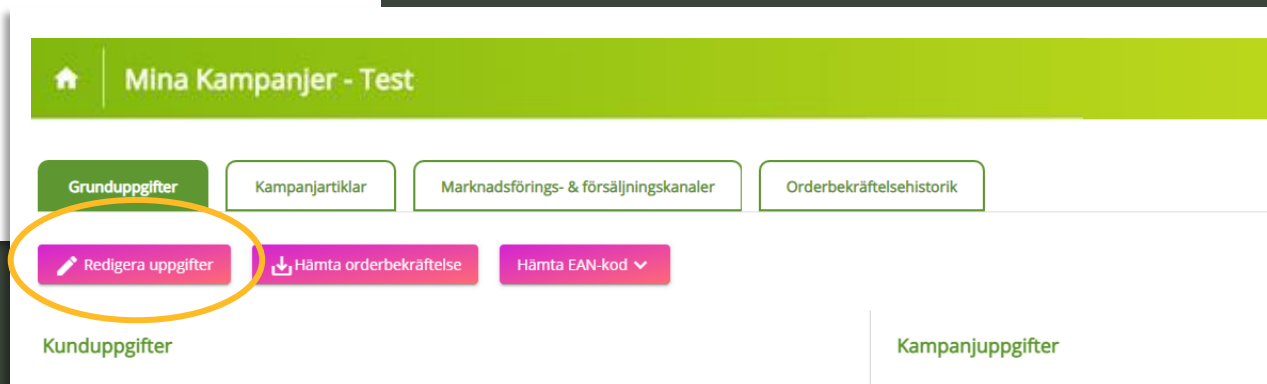 Mina Kampanjer - Test
Grunduppgifter Kampanjartiklar Marknadsförings- & försäljningskanaler Orderbekräftelsehistorik
Redigera uppgifter Hämta orderbekräftelse Hämta EAN-kod
Kunduppgifter Kampanjuppgifter